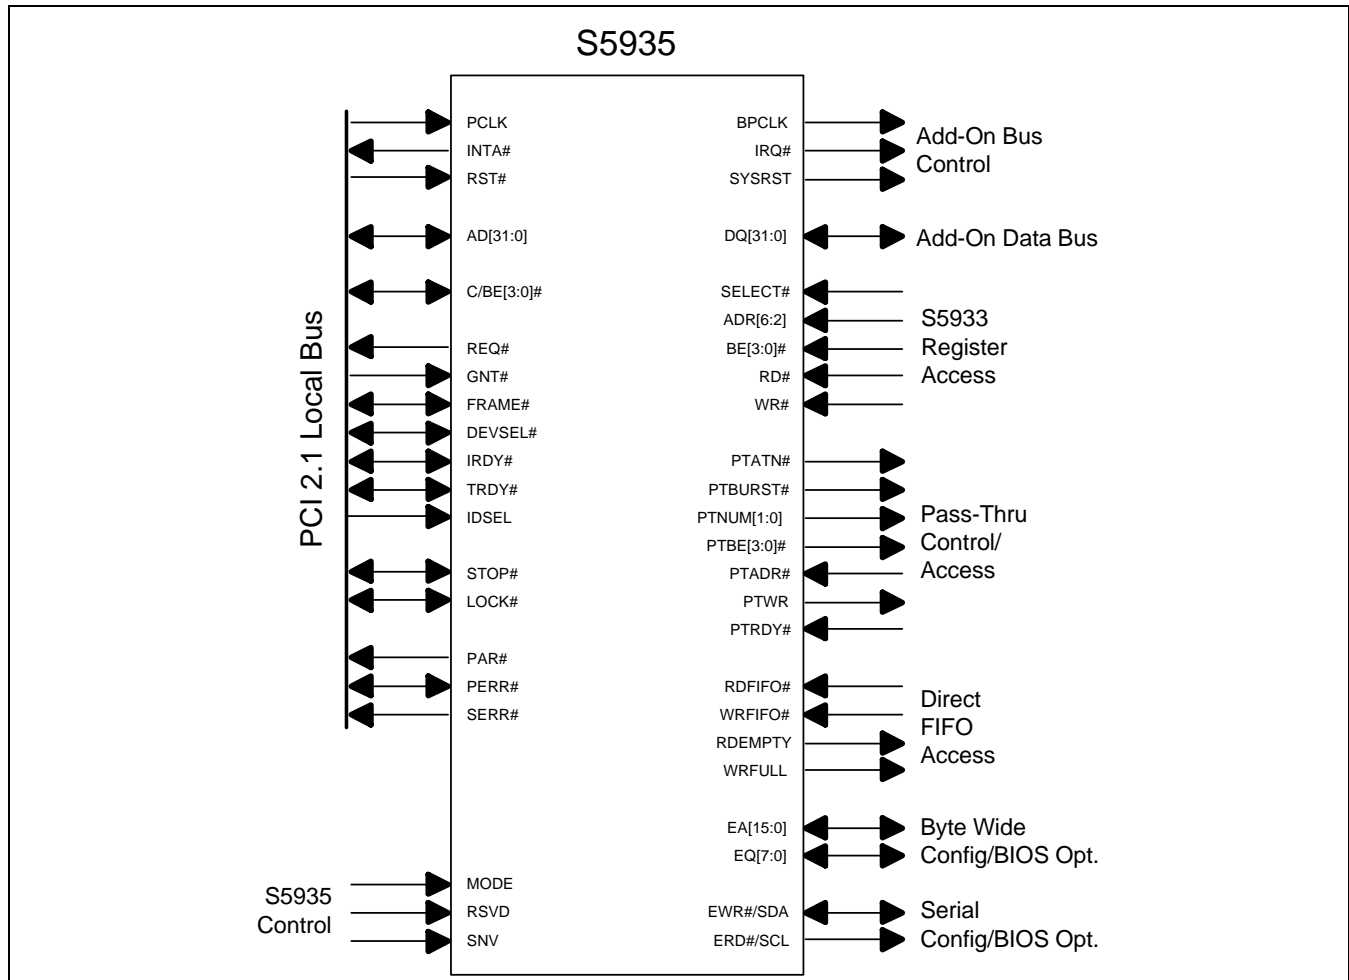 S5935
PCI 2.1 Local Bus
PCLK
INTA#
RST#
AD[31:0]
C/BE[3:0]#
REQ#
GNT#
FRAME#
DEVSEL#
IRDY#
TRDY#
IDSEL
STOP#
LOCK#
PAR#
PERR#
SERR#
S5935
Control
MODE
RSVD
SNV
BPCLK
IRQ#
SYSRST
Add-On Bus
Control
DQ[31:0]
Add-On Data Bus
SELECT#
ADR[6:2]
BE[3:0]#
RD#
WR#
S5933
Register
Access
PTATN#
PTBURST#
PTNUM[1:0]
PTBE[3:0]#
PTADR#
PTWR
PTRDY#
Pass-Thru
Control/
Access
RDFIFO#
WRFIFO#
RDEMPTY
WRFULL
Direct
FIFO
Access
EA[15:0]
EQ[7:0]
Byte Wide
Config/BIOS Opt.
EWR#/SDA
ERD#/SCL
Serial
Config/BIOS Opt.